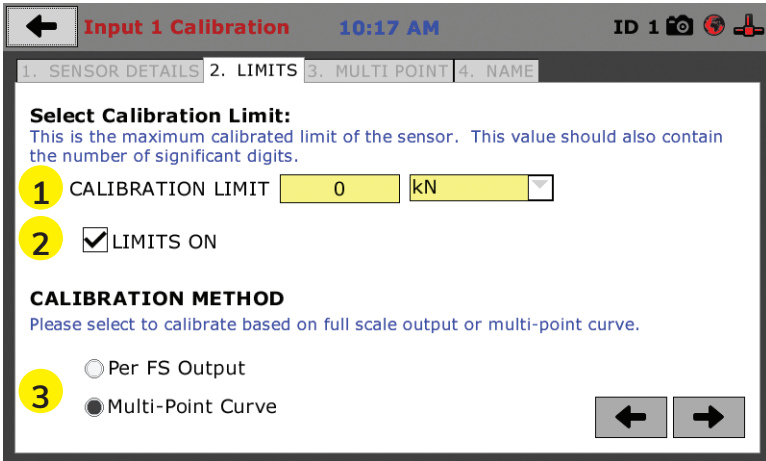 Input 1 Calibration 10:17 AM ID 1
1. SENSOR DETAILS 2. LIMITS 3. MULTI POINT 4. NAME
Select Calibration Limit:
This is the maximum calibrated limit of the sensor. This value should also contain
the number of significant digits.
1 CALIBRATION LIMIT 0 kN
2 LIMITS ON
CALIBRATION METHOD
Please select to calibrate based on full scale output or multi-point curve.
Per FS Output
3
Multi-Point Curve